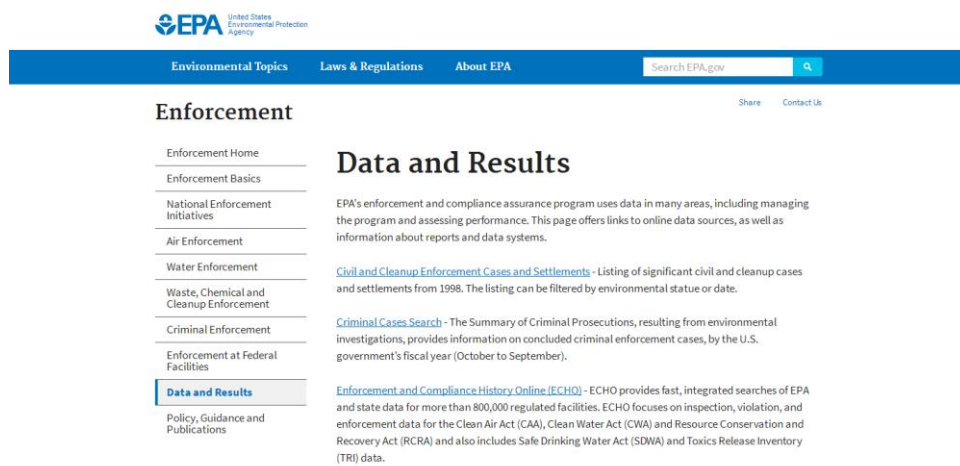 EPA
United States
Environmental Protection
Agency
Environmental Topics
Laws & Regulations
About EPA
Search EPA.gov
Share
Contact Us
Enforcement
Enforcement Home
Enforcement Basics
National Enforcement
Initiatives
Air Enforcement
Water Enforcement
Waste, Chemical and
Cleanup Enforcement
Criminal Enforcement
Enforcement at Federal
Facilities
Data and Results
Policy, Guidance and
Publications
Data and Results
EPA's enforcement and compliance assurance program uses data in many areas, including managing
the program and assessing performance. This page offers links to online data sources, as well as
information about reports and data systems.
Civil and Cleanup Enforcement Cases and Settlements - Listing of significant civil and cleanup cases
and settlements from 1998. The listing can be filtered by environmental statue or date.
Criminal Cases Search - The Summary of Criminal Prosecutions, resulting from environmental
investigations, provides information on concluded criminal enforcement cases, by the U.S.
government's fiscal year (October to September).
Enforcement and Compliance History Online (ECHO) - ECHO provides fast, integrated searches of EPA
and state data for more than 800,000 regulated facilities. ECHO focuses on inspection, violation, and
enforcement data for the Clean Air Act (CAA), Clean Water Act (CWA) and Resource Conservation and
Recovery Act (RCRA) and also includes Safe Drinking Water Act (SDWA) and Toxics Release Inventory
(TRI) data.